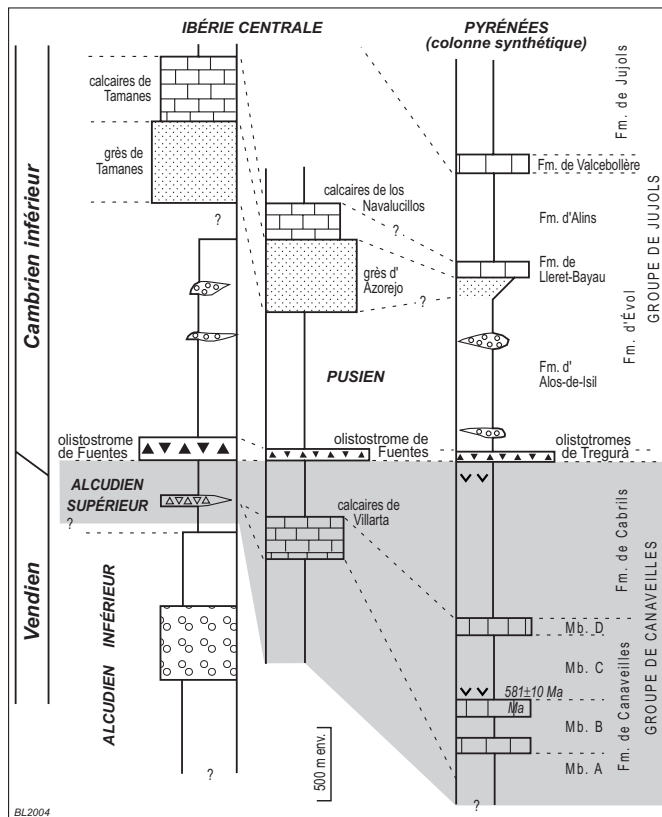 IBÉRIE CENTRALE
PYRÉNÉES
(colonne synthétique)
calcaires de
Tamanes
grès de
Tamanes
?
calcaires de los
Navalucillos
?
grès d'
Azorejo
?
PUSIEN
Fm. de Jujols
Fm. de Valcebollère
Fm. d'Alins
Fm. de
Lleret-Bayau
Fm. d'Évol
Fm. d'
Alos-de-Isil
GROUPE DE JUJOLS
Cambrien inférieur
Vendien
olistostrome
de Fuentes
olistostrome de
Fuentes
olistotromes
de Tregurà
ALCUDIEN
SUPÉRIEUR
?
calcaires de
Villarta
ALCUDIEN INFÉRIEUR
?
Fm. de Cabrils
Mb. D
Mb. C
581±10 Ma
Ma
Mb. B
Mb. A
?
Fm. de Canaveilles
GROUPE DE CANAVEILLES
500 m env.
BL2004